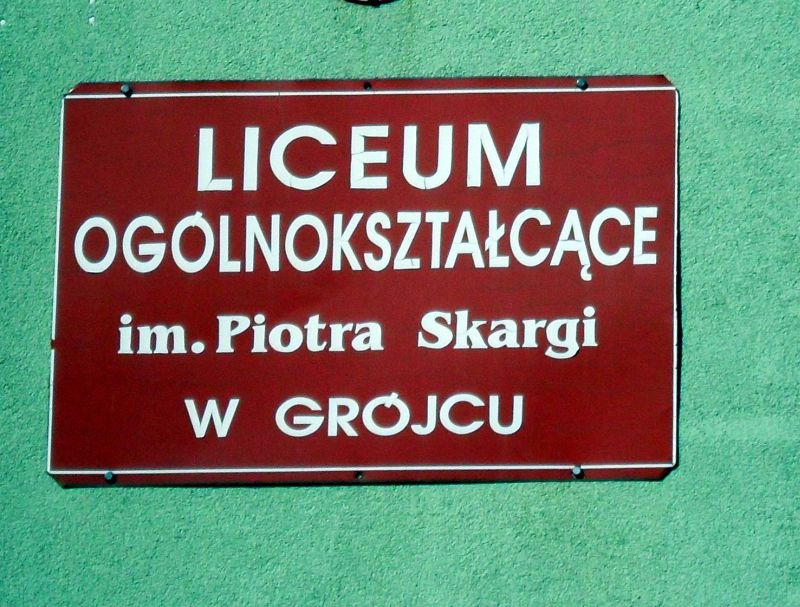 LICEUM
OGÓLNOKSZTAŁCĄCE
im. Piotra Skargi
W GRÓJCU